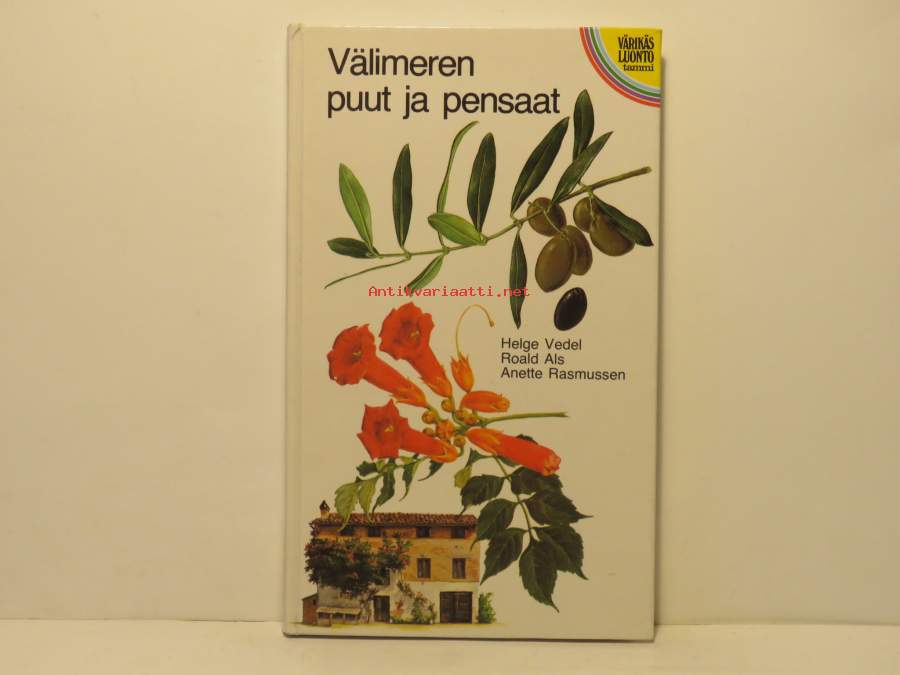 Välimeren
puut ja pensaat
VÄRIKÄS
LUONTO
tammi
Antikvariaatti.net
Helge Vedel
Roald Als
Anette Rasmussen